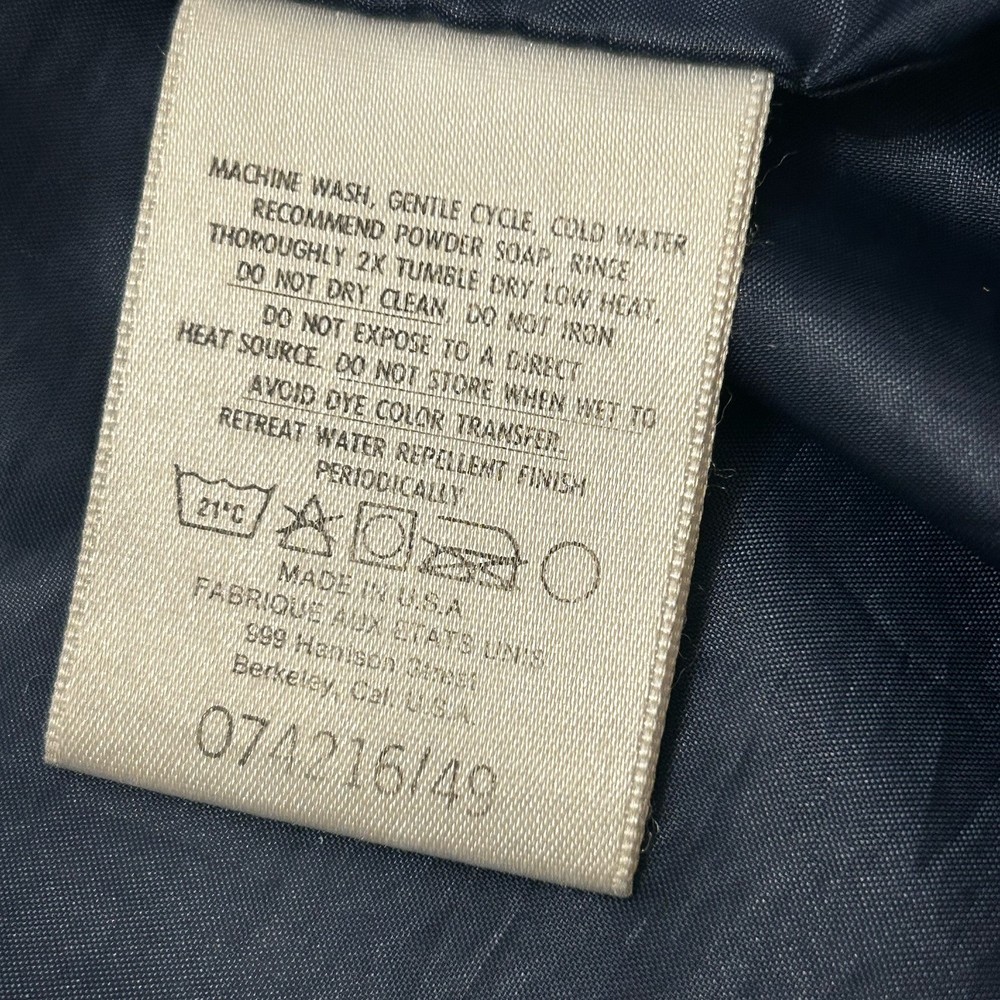 MACHINE WASH, GENTLE CYCLE, COLD WATER
RECOMMEND POWDER SOAP. RINSE
THOROUGHLY 2X TUMBLE DRY LOW HEAT.
DO NOT DRY CLEAN, DO NOT IRON
DO NOT EXPOSE TO A DIRECT
HEAT SOURCE. DO NOT STORE WHEN WET TO
AVOID DYE COLOR TRANSFER.
RETREAT WATER REPELLENT FINISH
PERIODICALLY.
21°C
MADE IN U.S.A.
FABRIQUE AUX ETATS UNIS
999 Harrison Street
Berkeley, Cal. U.S.A.
07A216/49